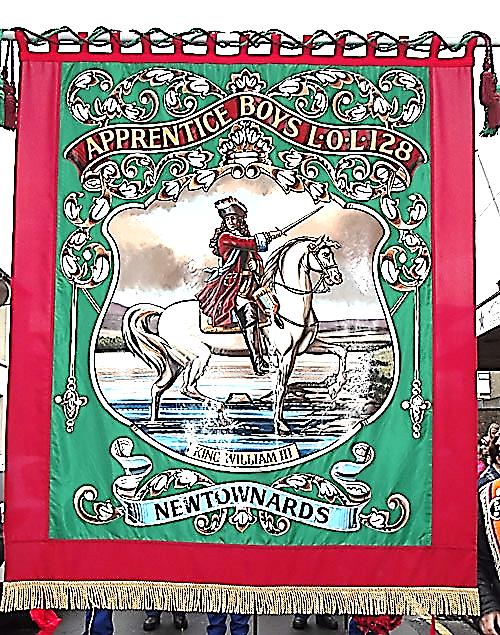 APPRENTICE BOYS L·O·L·128
KING WILLIAM III
NEWTOWNARDS